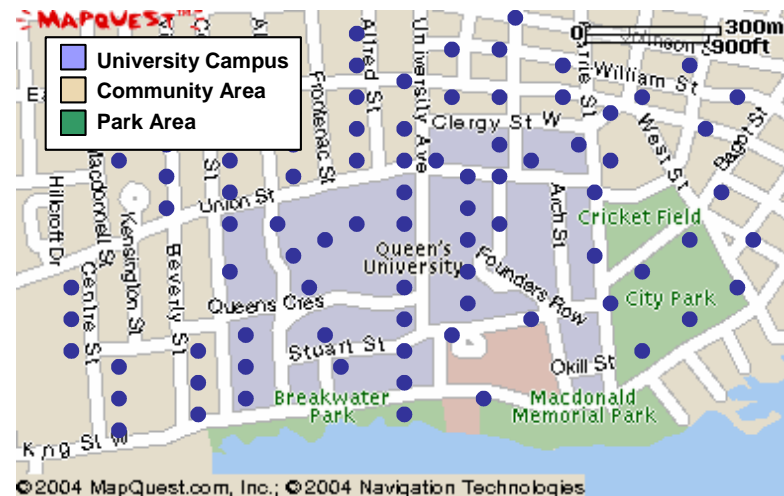 MAPQUEST™
0 300m
900ft
University Campus
Community Area
Park Area
Alfred St
University Ave
Frontenac St
Clergy St W
William St
West St
Bagot St
Union St
Hillcroft Dr
Macdonnell St
Kensington St
Centre St
Beverly St
Arch St
Cricket Field
Queen's
University
Founders Row
City Park
Queens Cres
Stuart St
Okill St
Breakwater
Park
Macdonald
Memorial Park
King St W
©2004 MapQuest.com, Inc.; ©2004 Navigation Technologies